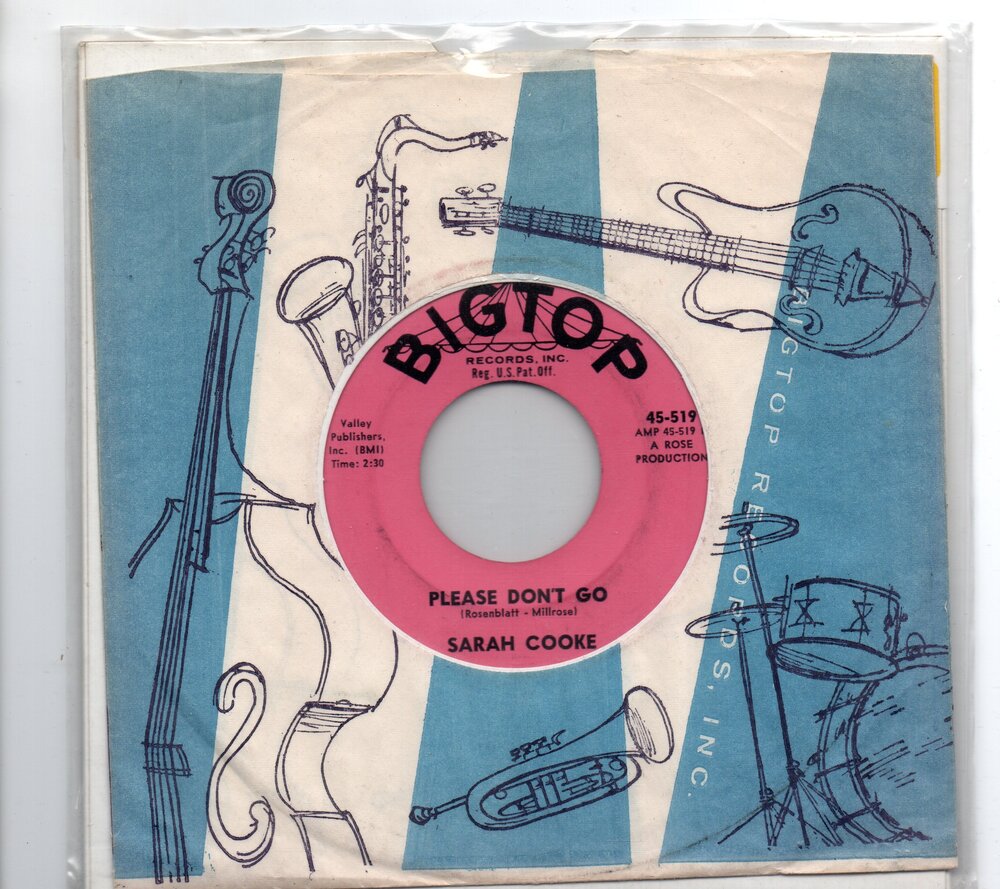 BIGTOP
RECORDS, INC.
Reg. U.S. Pat. Off.
Valley
Publishers,
Inc. (BMI)
Time: 2:30
45-519
AMP 45-519
A ROSE
PRODUCTION
PLEASE DON'T GO
(Rosenblatt - Millrose)
SARAH COOKE
BIGTOP RECORDS, INC.